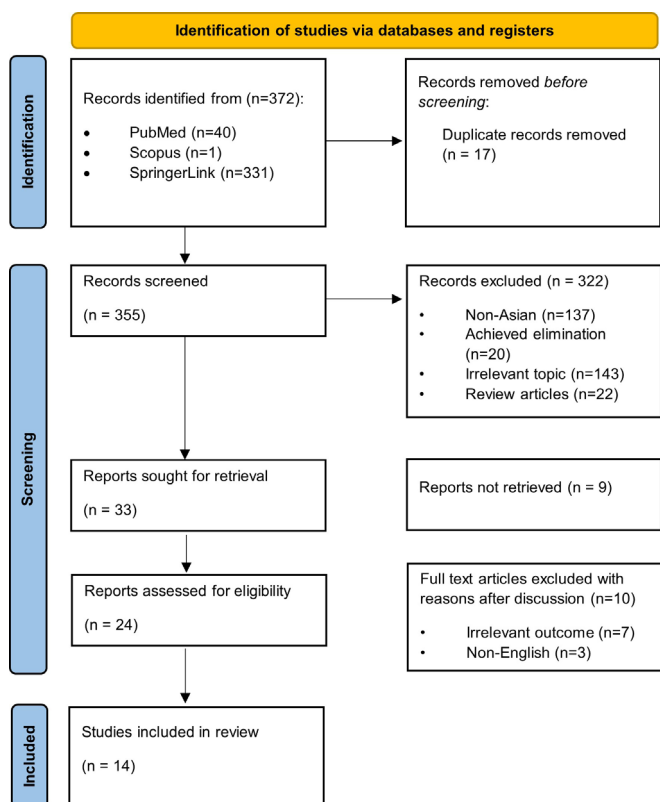 Identification of studies via databases and registers
Identification
Records identified from (n=372):
• PubMed (n=40)
• Scopus (n=1)
• SpringerLink (n=331)
Records removed before
screening:
Duplicate records removed
(n = 17)
Screening
Records screened
(n = 355)
Records excluded (n = 322)
• Non-Asian (n=137)
• Achieved elimination
(n=20)
• Irrelevant topic (n=143)
• Review articles (n=22)
Reports sought for retrieval
(n = 33)
Reports not retrieved (n = 9)
Reports assessed for eligibility
(n = 24)
Full text articles excluded with
reasons after discussion (n=10)
• Irrelevant outcome (n=7)
• Non-English (n=3)
Included
Studies included in review
(n = 14)